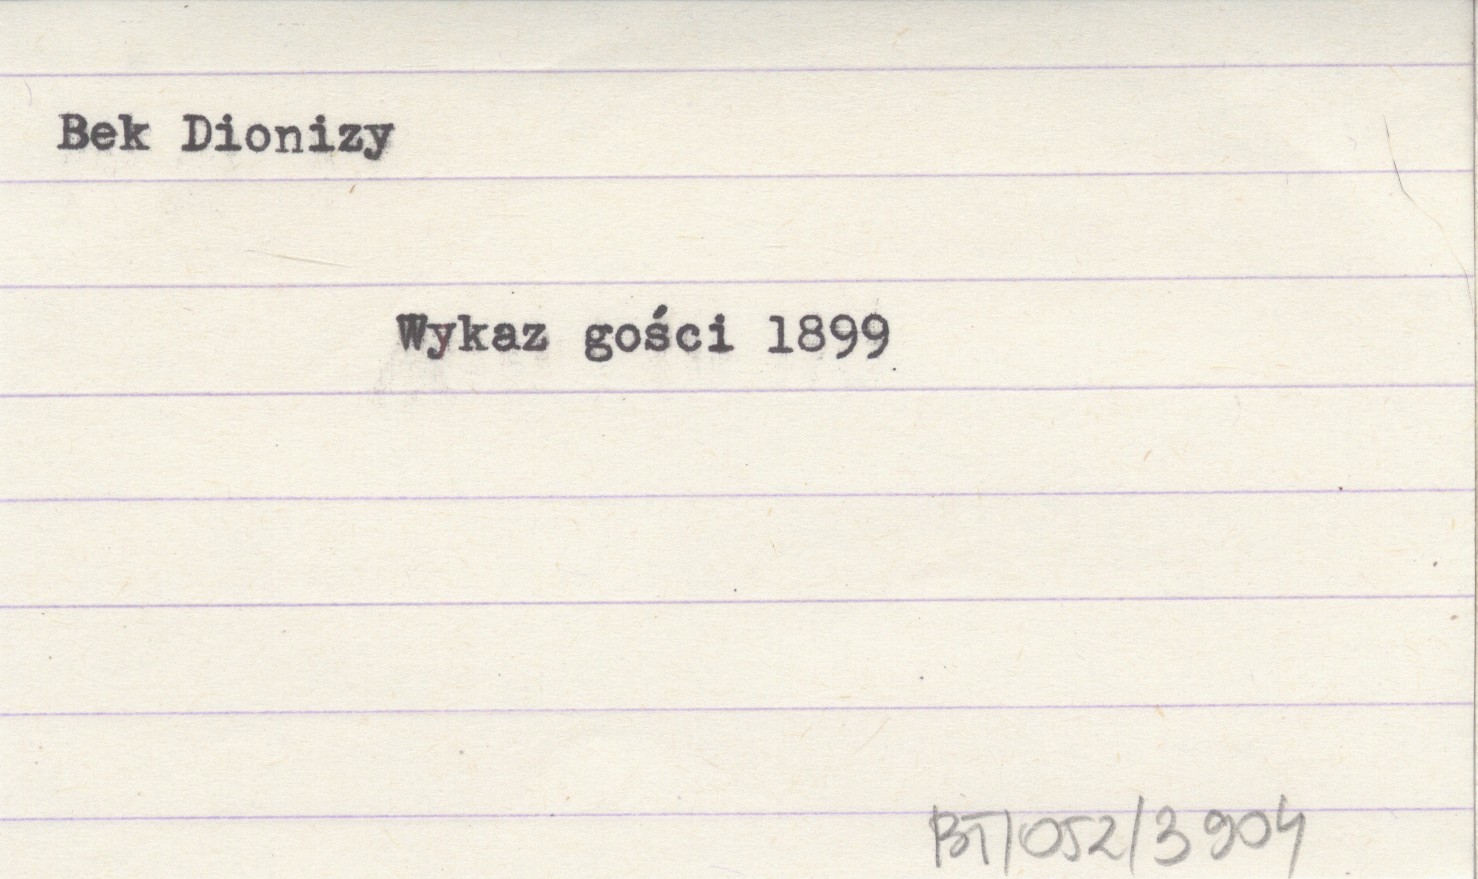 Bek Dionizy
Wykaz gości 1899
BT/052/3904